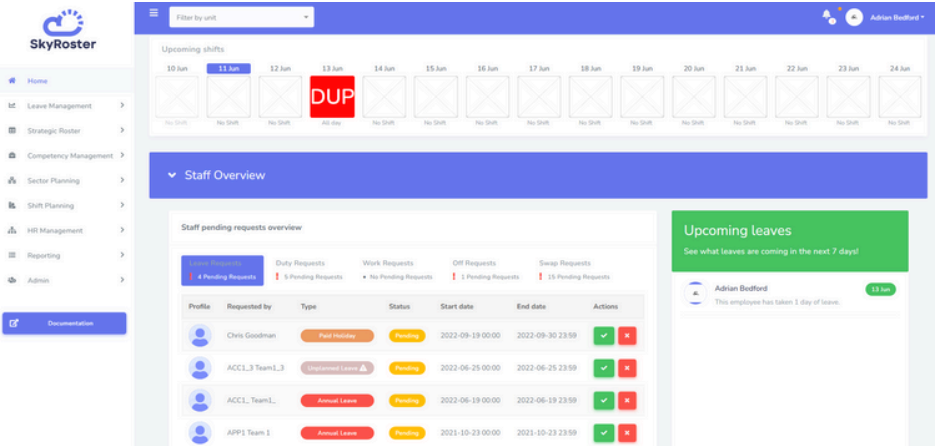 SkyRoster
Filter by unit
Adrian Bedford
Home
Leave Management
Strategic Roster
Competency Management
Sector Planning
Shift Planning
HR Management
Reporting
Admin
Documentation
Upcoming shifts
10 Jun 11 Jun 12 Jun 13 Jun 14 Jun 15 Jun 16 Jun 17 Jun 18 Jun 19 Jun 20 Jun 21 Jun 22 Jun 23 Jun 24 Jun
DUP
No Shift No Shift No Shift All day No Shift No Shift No Shift No Shift No Shift No Shift No Shift No Shift No Shift No Shift No Shift
Staff Overview
Staff pending requests overview
Leave Requests Duty Requests Work Requests Off Requests Swap Requests
! 4 Pending Requests ! 5 Pending Requests • No Pending Requests ! 1 Pending Requests ! 15 Pending Requests
Profile Requested by Type Status Start date End date Actions
Chris Goodman Paid Holiday Pending 2022-09-19 00:00 2022-09-30 23:59
ACC1_3 Team1_3 Unplanned Leave Pending 2022-06-25 00:00 2022-06-25 23:59
ACC1_ Team1_ Annual Leave Pending 2022-06-19 00:00 2022-06-19 23:59
APP1 Team 1 Annual Leave Pending 2021-10-23 00:00 2021-10-23 23:59
Upcoming leaves
See what leaves are coming in the next 7 days!
Adrian Bedford 13 Jun
This employee has taken 1 day of leave.